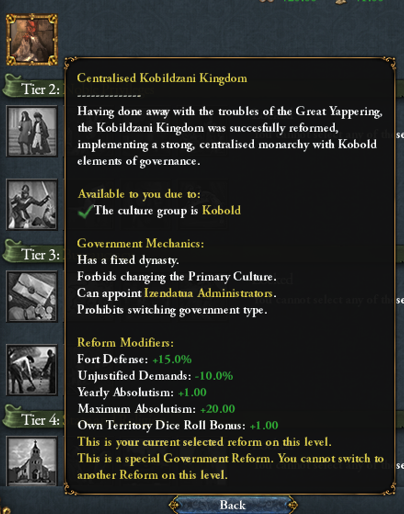 Tier 2:
Tier 3:
Tier 4:
Centralised Kobildzani Kingdom
--------------
Having done away with the troubles of the Great Yappering,
the Kobildzani Kingdom was succesfully reformed,
implementing a strong, centralised monarchy with Kobold
elements of governance.
Available to you due to:
The culture group is Kobold
Government Mechanics:
Has a fixed dynasty.
Forbids changing the Primary Culture.
Can appoint Izendatua Administrators.
Prohibits switching government type.
Reform Modifiers:
Fort Defense: +15.0%
Unjustified Demands: -10.0%
Yearly Absolutism: +1.00
Maximum Absolutism: +20.00
Own Territory Dice Roll Bonus: +1.00
This is your current selected reform on this level.
This is a special Government Reform. You cannot switch to
another Reform on this level.
Back